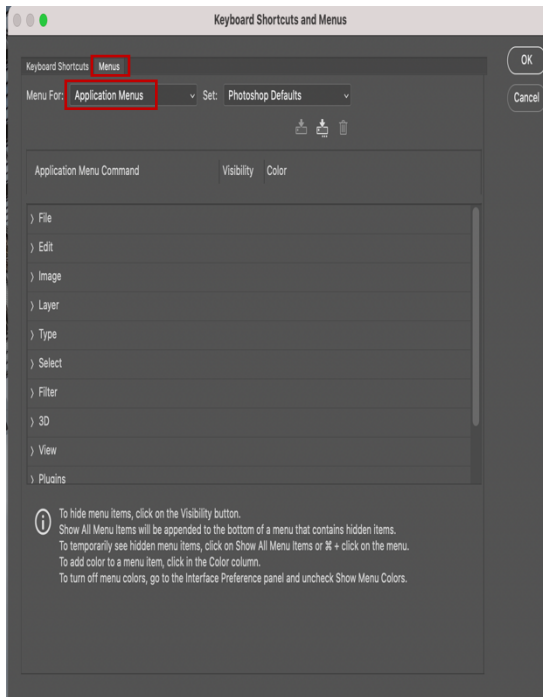 Keyboard Shortcuts and Menus
Keyboard Shortcuts Menus OK
Menu For: Application Menus Set: Photoshop Defaults Cancel
Application Menu Command Visibility Color
File
Edit
Image
Layer
Type
Select
Filter
3D
View
Plugins
To hide menu items, click on the Visibility button.
Show All Menu Items will be appended to the bottom of a menu that contains hidden items.
To temporarily see hidden menu items, click on Show All Menu Items or ⌘ + click on the menu.
To add color to a menu item, click in the Color column.
To turn off menu colors, go to the Interface Preference panel and uncheck Show Menu Colors.